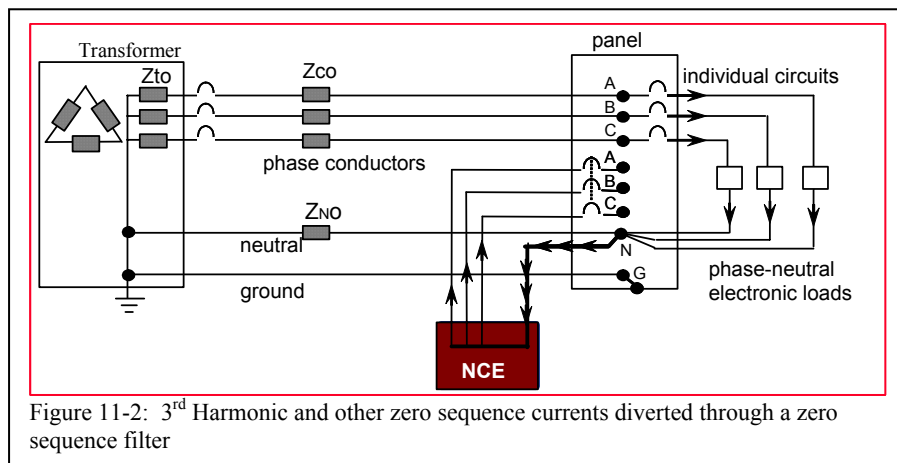 Transformer
panel
Zto
Zco
A
individual circuits
B
C
phase conductors
A
B
C
ZNO
neutral
N
ground
G
phase-neutral
electronic loads
NCE
Figure 11-2: 3rd Harmonic and other zero sequence currents diverted through a zero
sequence filter